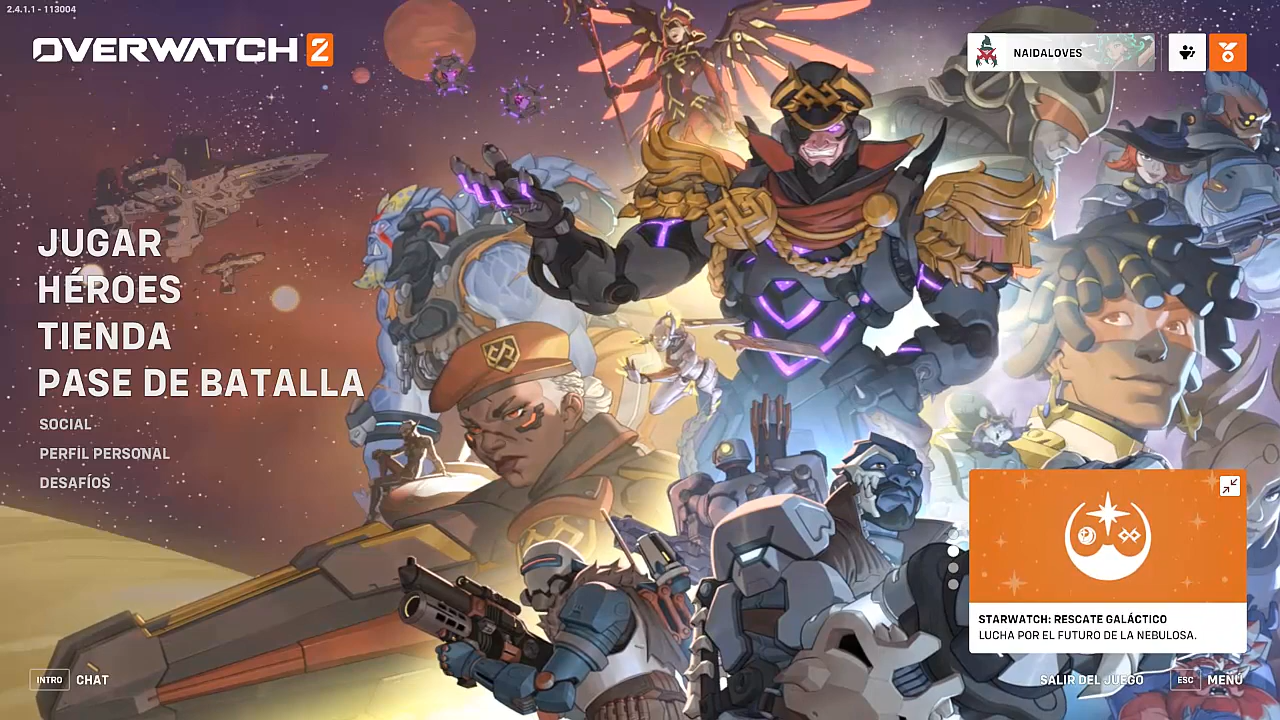 2.4.1.1 - 113004
OVERWATCH 2
NAIDALOVES
JUGAR
HÉROES
TIENDA
PASE DE BATALLA
SOCIAL
PERFIL PERSONAL
DESAFÍOS
STARWATCH: RESCATE GALÁCTICO
LUCHA POR EL FUTURO DE LA NEBULOSA.
INTRO CHAT
SALIR DEL JUEGO
ESC MENÚ